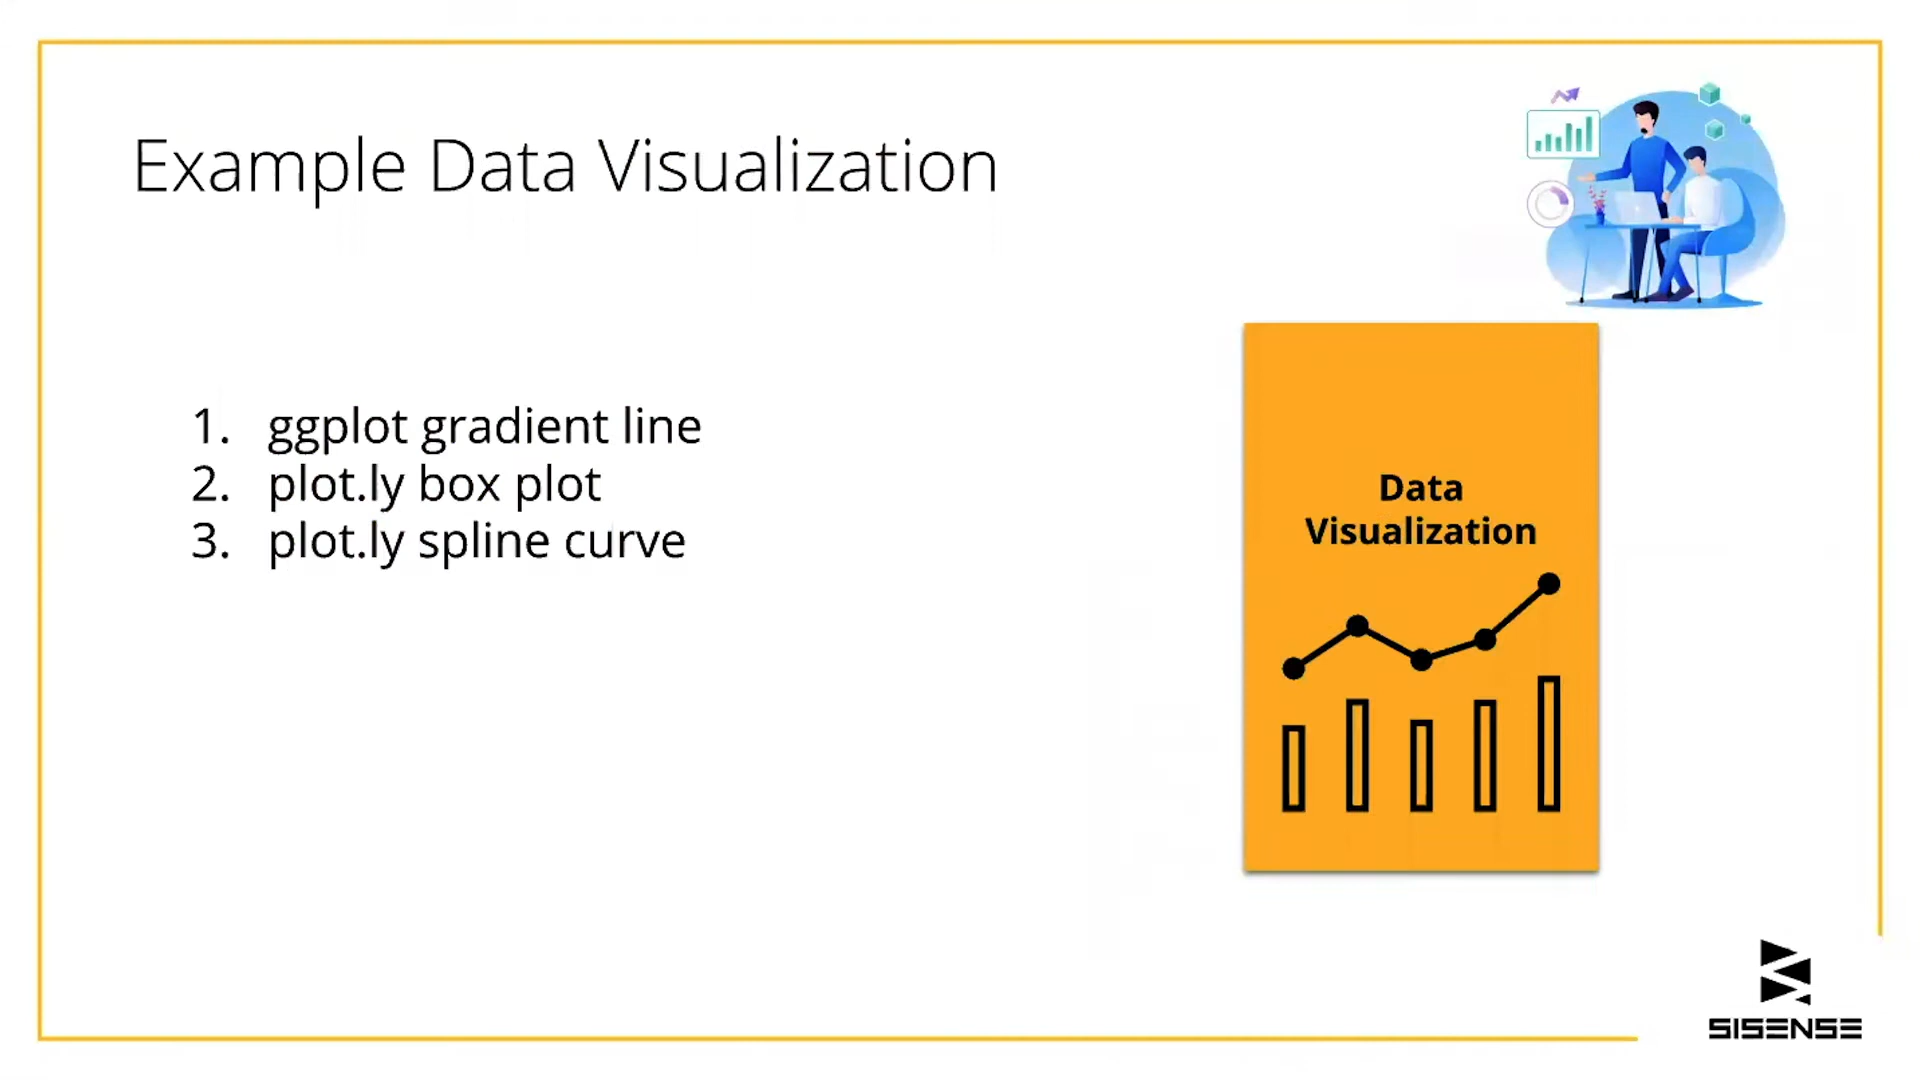 Example Data Visualization
1. ggplot gradient line
2. plot.ly box plot
3. plot.ly spline curve
Data
Visualization
SISENSE